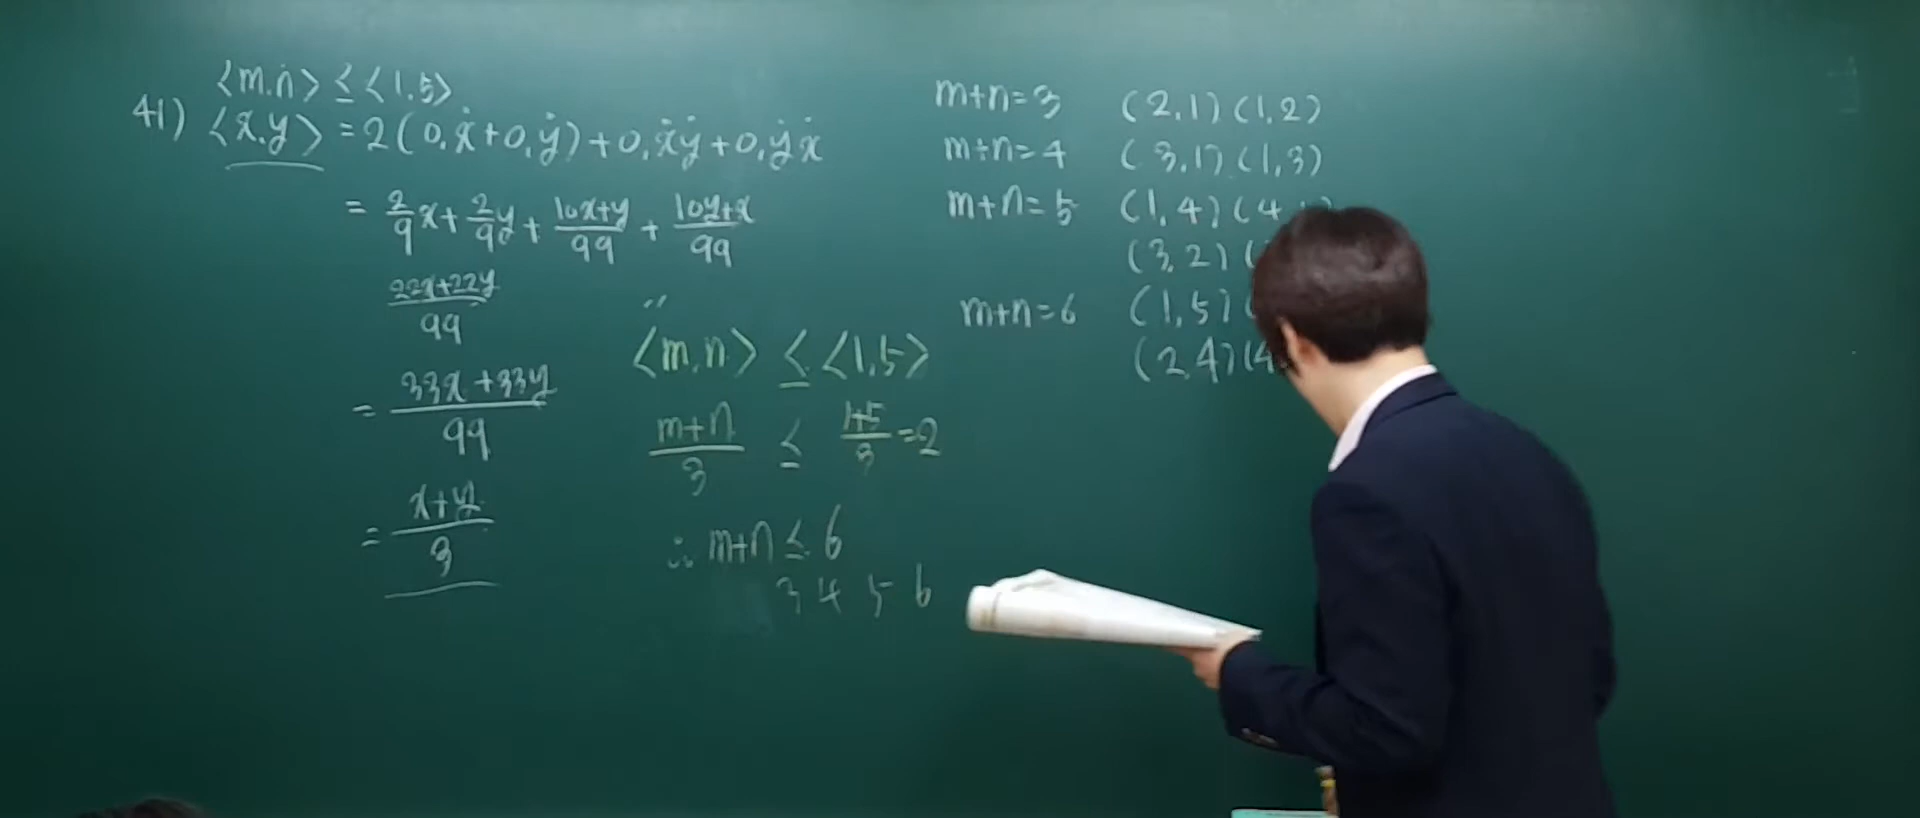 <m.n> ≤ <1.5>
41) <x.y> = 2(0.ẋ+0.ẏ)+0.ẋẏ+0.ẏẋ
= 2/9 x + 2/9 y + (10x+y)/99 + (10y+x)/99
(22x+22y)/99
= (33x+33y)/99
= (x+y)/3
<m.n> ≤ <1.5>
(m+n)/3 ≤ (1+5)/3 = 2
∴ m+n ≤ 6
3 4 5 6
m+n=3 (2,1)(1,2)
m+n=4 (3,1)(1,3)
m+n=5 (1,4)(4
(3,2)(
m+n=6 (1,5)(
(2,4)(4